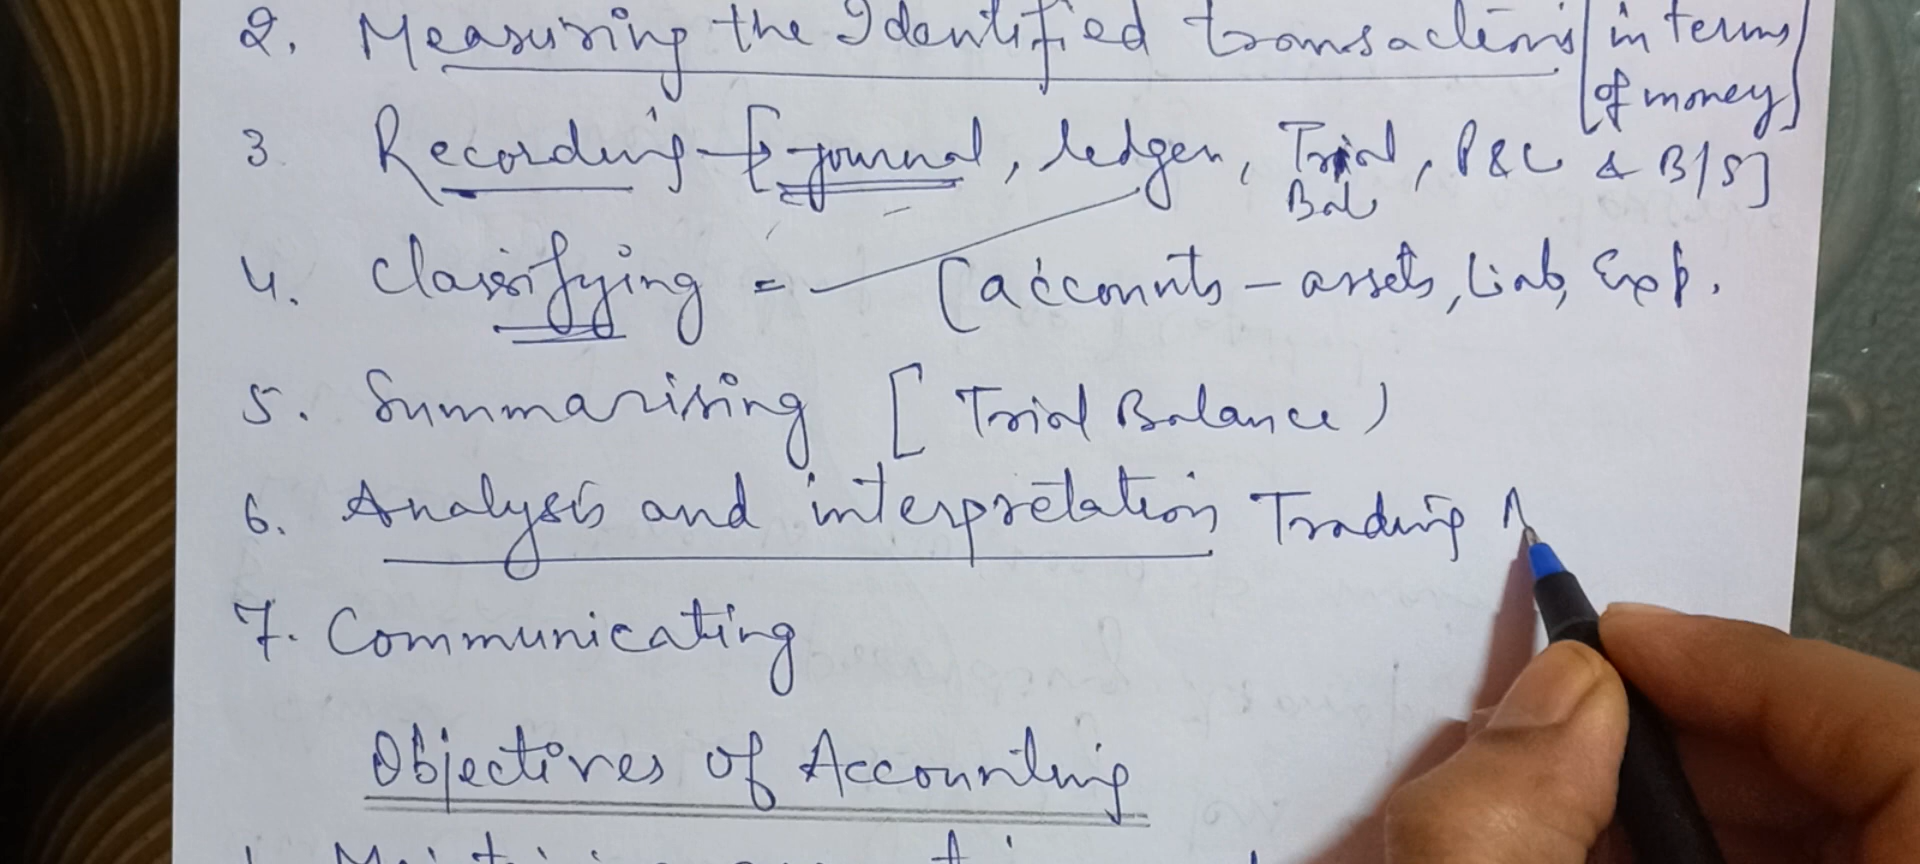 2. Measuring the Identified transactions [in terms
of money]
3. Recording - [journal, ledger, Trial, P&L & B/S]
Bal
4. Classifying = - [accounts - assets, Liab, Exp.
5. Summarising [Trial Balance)
6. Analysis and interpretation Trading A
7. Communicating
Objectives of Accounting